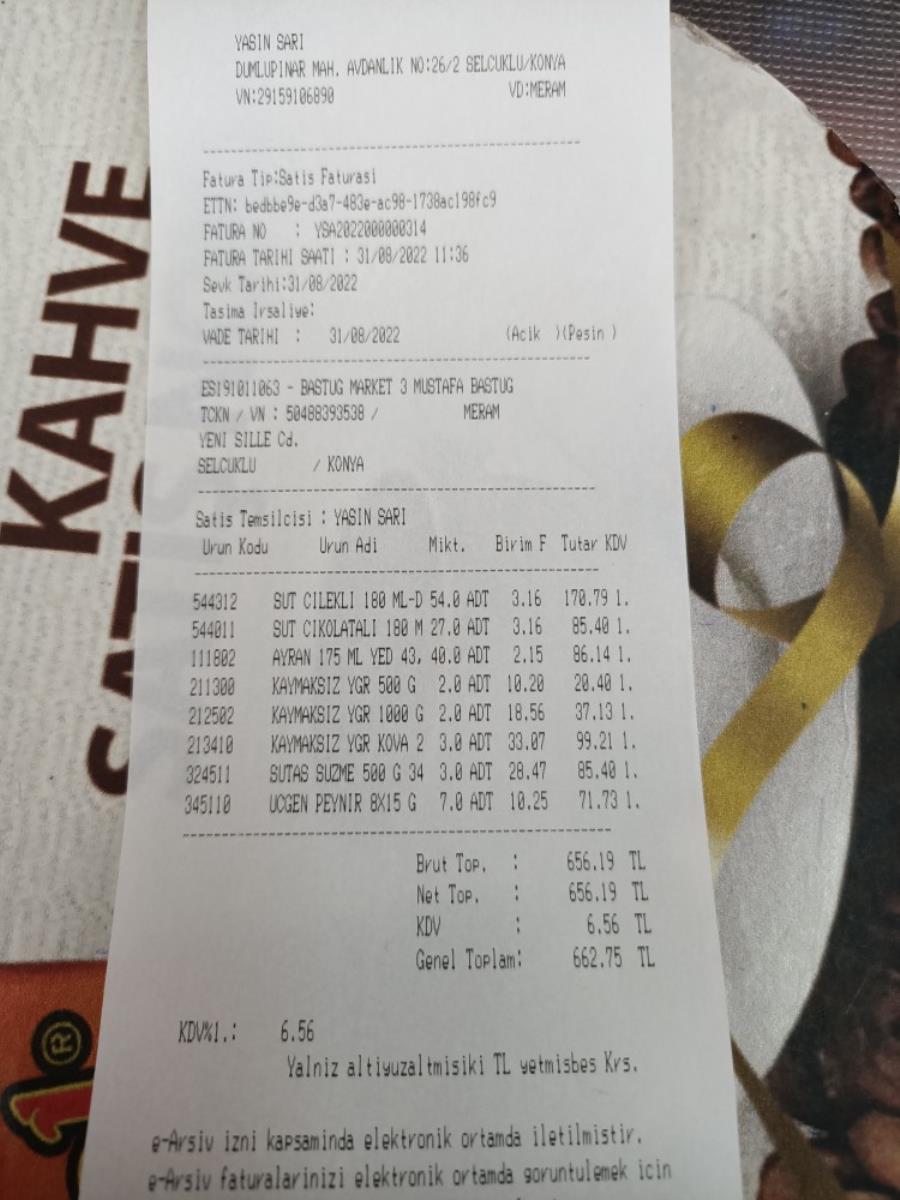 YASIN SARI
DUMLUPINAR MAH. AVDANLIK NO:26/2 SELCUKLU/KONYA
VN:29159106890 VD:MERAM
Fatura Tip:Satis Faturasi
ETTN: bedbbe9e-d3a7-483e-ac98-1738ac198fc9
FATURA NO : YSA2022000000314
FATURA TARIHI SAATI : 31/08/2022 11:36
Sevk Tarihi:31/08/2022
Tasima Irsaliye:
VADE TARIHI : 31/08/2022 (Acik )(Pesin )
ES191011063 - BASTUG MARKET 3 MUSTAFA BASTUG
TCKN / VN : 50488393538 / MERAM
YENI SILLE Cd.
SELCUKLU / KONYA
Satis Temsilcisi : YASIN SARI
Urun Kodu Urun Adi Mikt. Birim F Tutar KDV
544312 SUT CILEKLI 180 ML-D 54.0 ADT 3.16 170.79 1.
544011 SUT CIKOLATALI 180 M 27.0 ADT 3.16 85.40 1.
111802 AYRAN 175 ML YED 43, 40.0 ADT 2.15 86.14 1.
211300 KAYMAKSIZ YGR 500 G 2.0 ADT 10.20 20.40 1.
212502 KAYMAKSIZ YGR 1000 G 2.0 ADT 18.56 37.13 1.
213410 KAYMAKSIZ YGR KOVA 2 3.0 ADT 33.07 99.21 1.
324511 SUTAS SUZME 500 G 34 3.0 ADT 28.47 85.40 1.
345110 UCGEN PEYNIR 8X15 G 7.0 ADT 10.25 71.73 1.
Brut Top. : 656.19 TL
Net Top. : 656.19 TL
KDV : 6.56 TL
Genel Toplam: 662.75 TL
KDV%1.: 6.56
Yalniz altiyuzaltmisiki TL yetmisbes Krs.
e-Arsiv izni kapsaminda elektronik ortamda iletilmistir.
e-Arsiv faturalarinizi elektronik ortamda goruntulemek icin
KAHVE